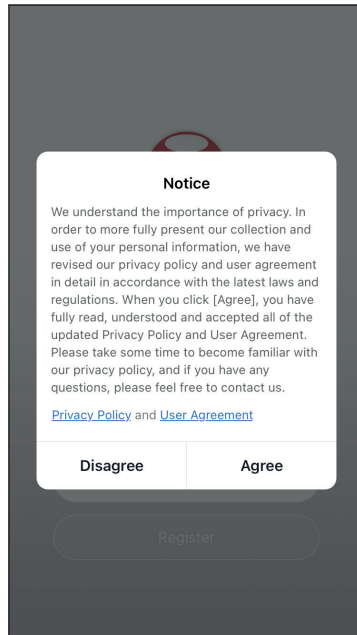 Notice
We understand the importance of privacy. In
order to more fully present our collection and
use of your personal information, we have
revised our privacy policy and user agreement
in detail in accordance with the latest laws and
regulations. When you click [Agree], you have
fully read, understood and accepted all of the
updated Privacy Policy and User Agreement.
Please take some time to become familiar with
our privacy policy, and if you have any
questions, please feel free to contact us.
Privacy Policy and User Agreement
Disagree Agree
Register